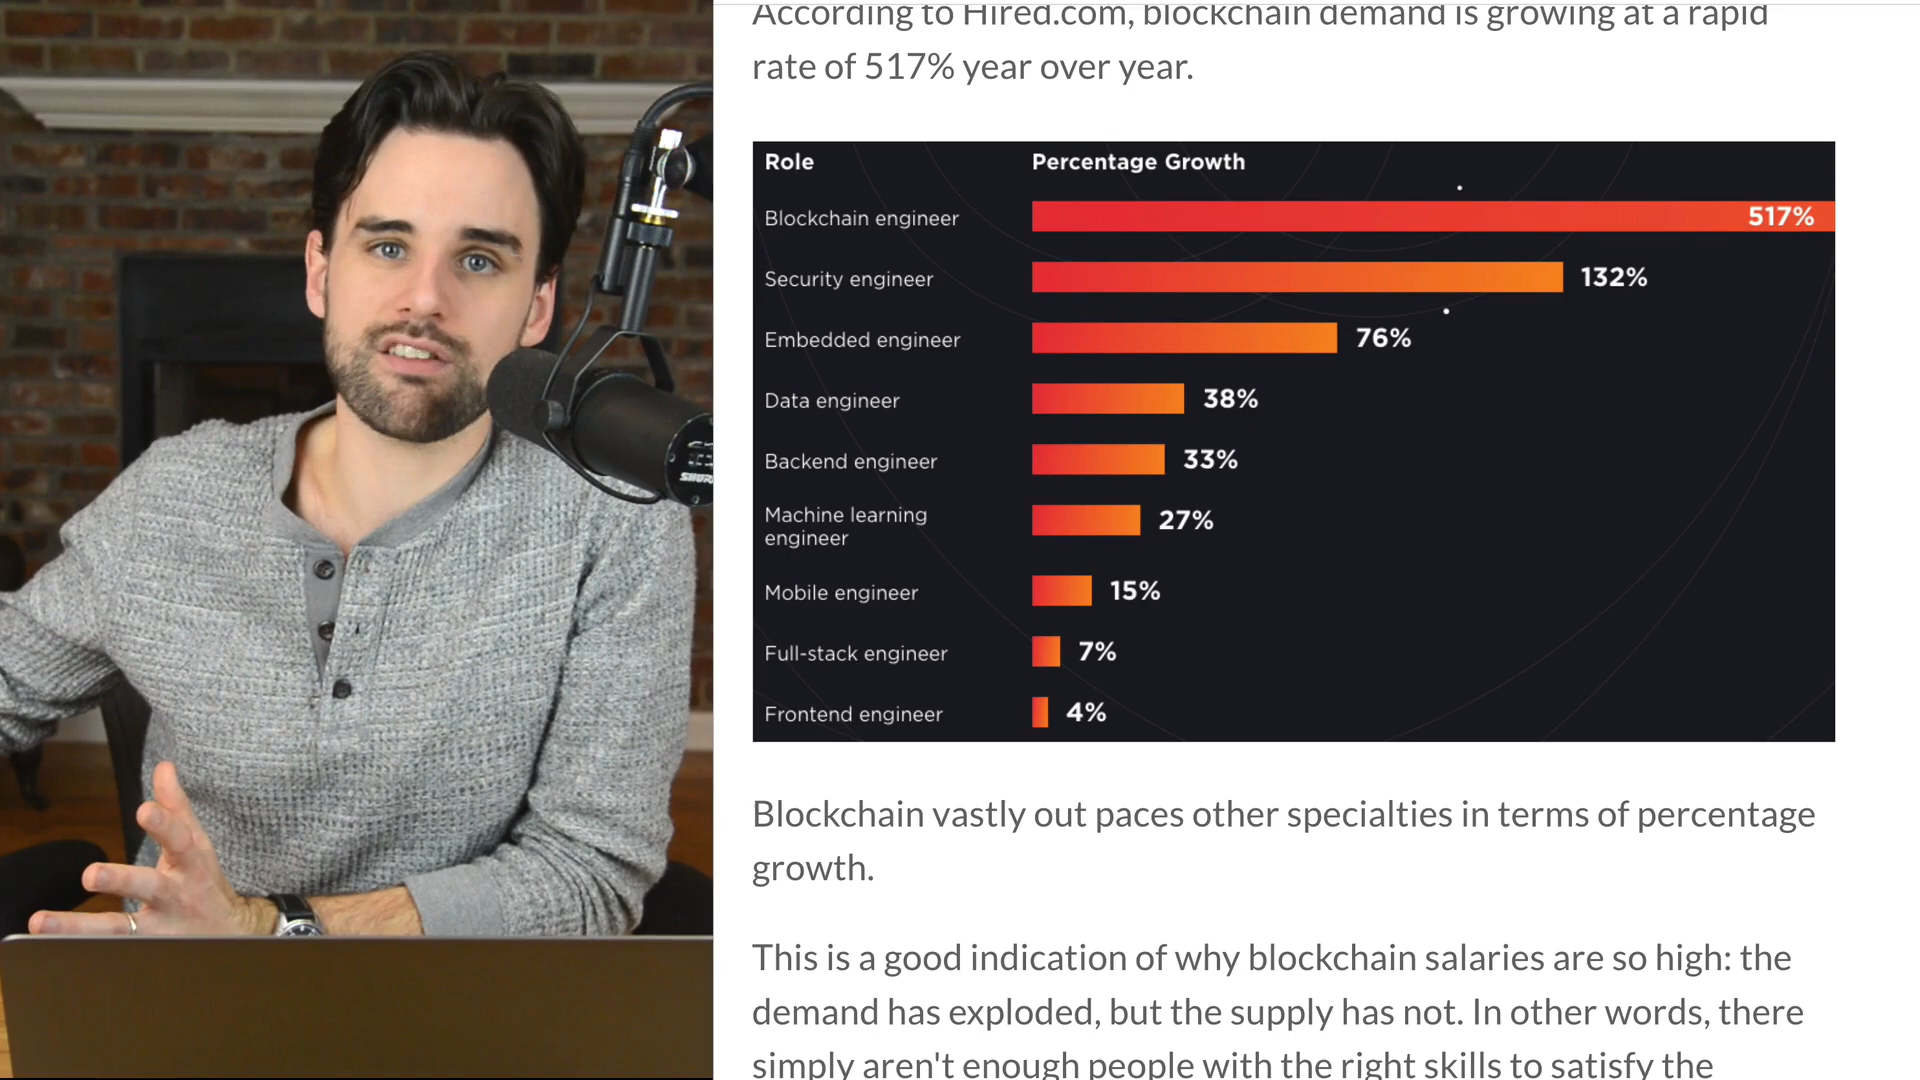 According to Hired.com, blockchain demand is growing at a rapid
rate of 517% year over year.
Role Percentage Growth
Blockchain engineer 517%
Security engineer 132%
Embedded engineer 76%
Data engineer 38%
Backend engineer 33%
Machine learning
engineer 27%
Mobile engineer 15%
Full-stack engineer 7%
Frontend engineer 4%
Blockchain vastly out paces other specialties in terms of percentage
growth.
This is a good indication of why blockchain salaries are so high: the
demand has exploded, but the supply has not. In other words, there
simply aren't enough people with the right skills to satisfy the